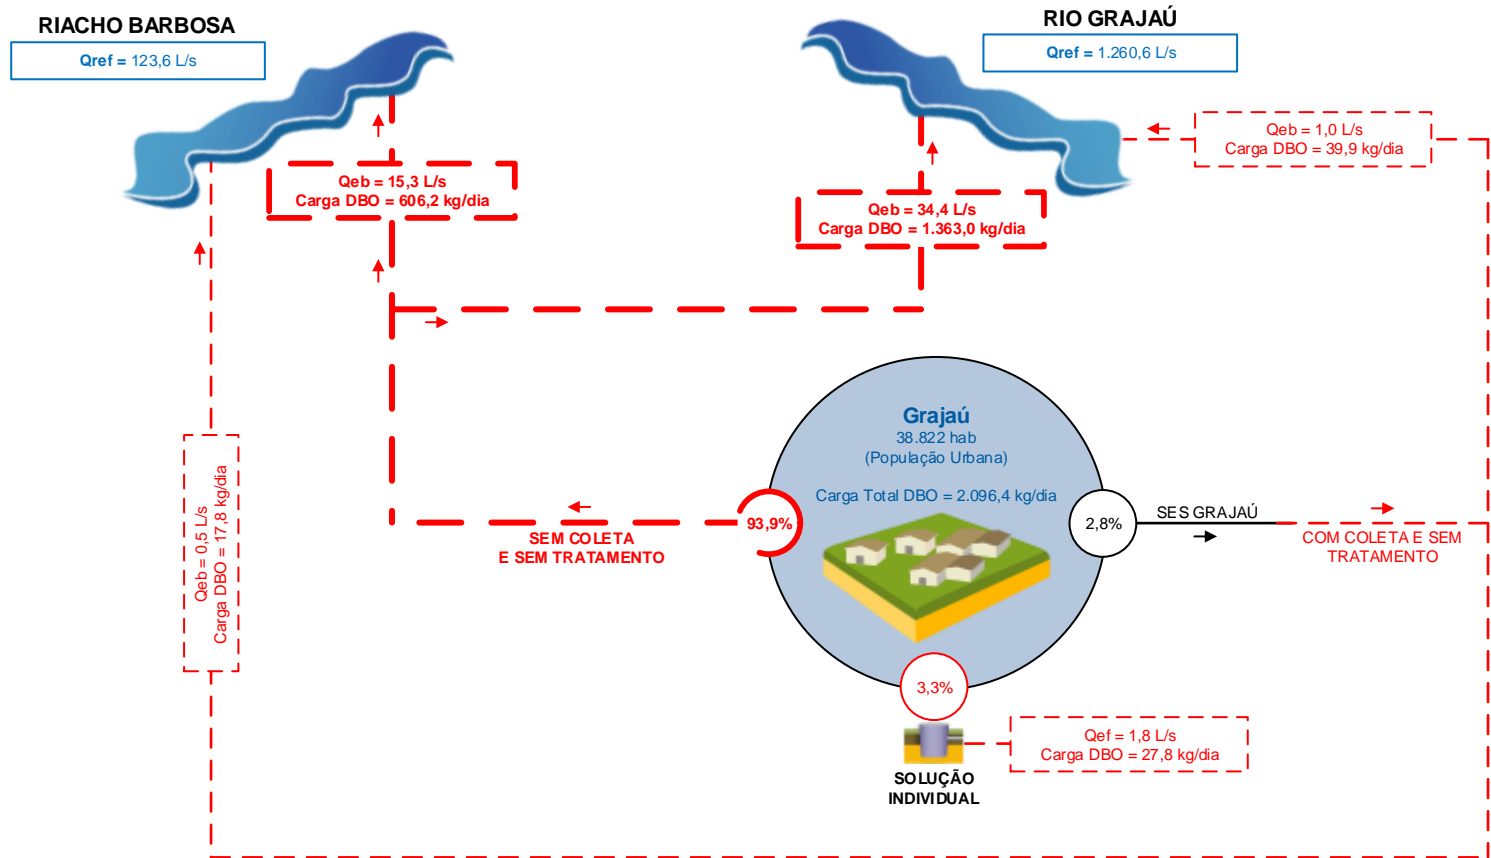 RIACHO BARBOSA
Qref = 123,6 L/s
RIO GRAJAÚ
Qref = 1.260,6 L/s
Qeb = 1,0 L/s
Carga DBO = 39,9 kg/dia
Qeb = 15,3 L/s
Carga DBO = 606,2 kg/dia
Qeb = 34,4 L/s
Carga DBO = 1.363,0 kg/dia
Grajaú
38.822 hab
(População Urbana)
Carga Total DBO = 2.096,4 kg/dia
93,9%
2,8%
SES GRAJAÚ
SEM COLETA
E SEM TRATAMENTO
COM COLETA E SEM
TRATAMENTO
Qeb = 0,5 L/s
Carga DBO = 17,8 kg/dia
3,3%
Qef = 1,8 L/s
Carga DBO = 27,8 kg/dia
SOLUÇÃO
INDIVIDUAL